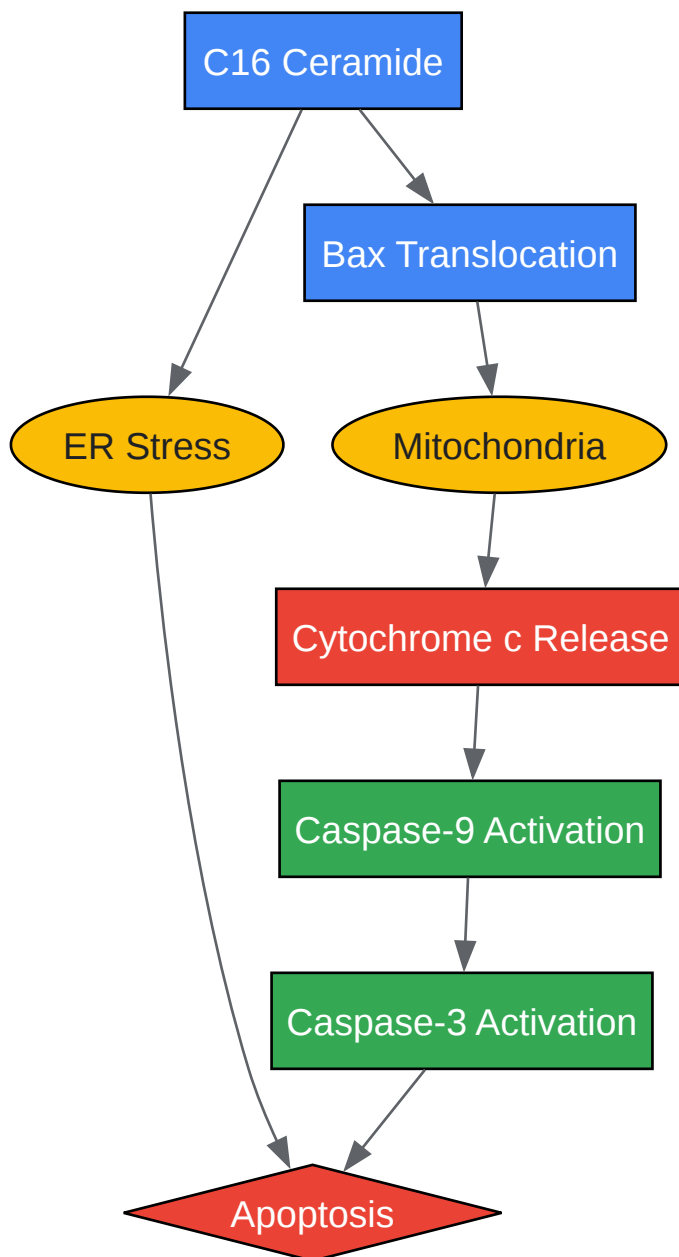 C16 Ceramide
Bax Translocation
ER Stress
Mitochondria
Cytochrome c Release
Caspase-9 Activation
Caspase-3 Activation
Apoptosis